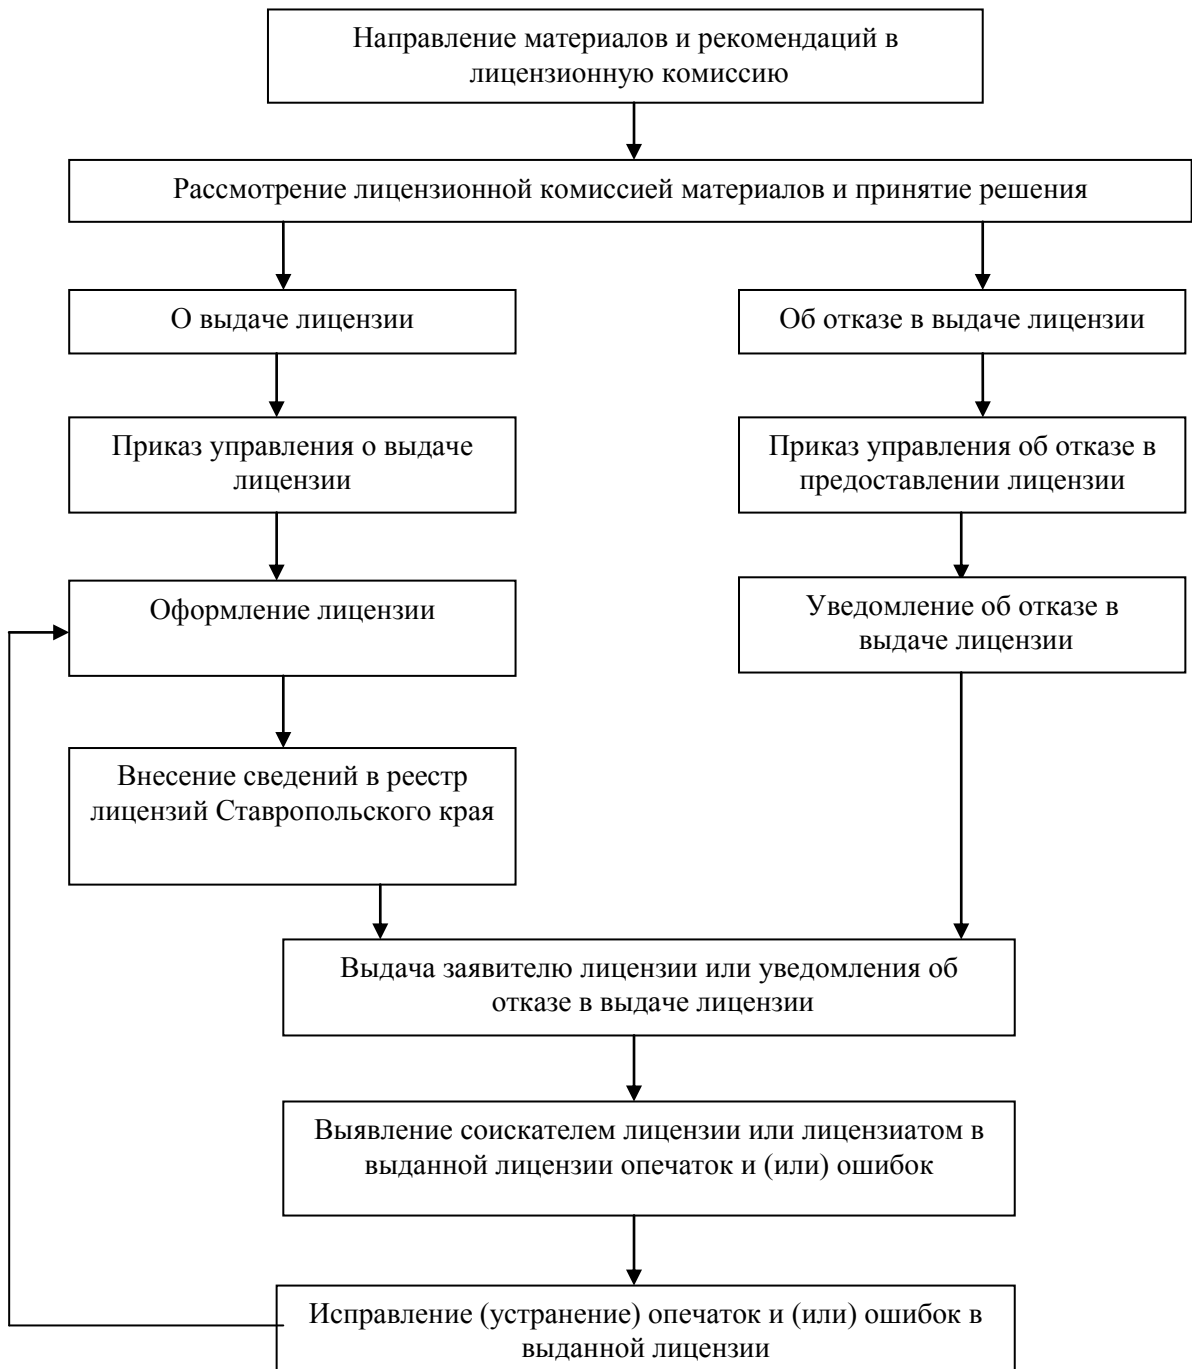 Направление материалов и рекомендаций в
лицензионную комиссию
Рассмотрение лицензионной комиссией материалов и принятие решения
О выдаче лицензии
Об отказе в выдаче лицензии
Приказ управления о выдаче
лицензии
Приказ управления об отказе в
предоставлении лицензии
Оформление лицензии
Уведомление об отказе в
выдаче лицензии
Внесение сведений в реестр
лицензий Ставропольского края
Выдача заявителю лицензии или уведомления об
отказе в выдаче лицензии
Выявление соискателем лицензии или лицензиатом в
выданной лицензии опечаток и (или) ошибок
Исправление (устранение) опечаток и (или) ошибок в
выданной лицензии